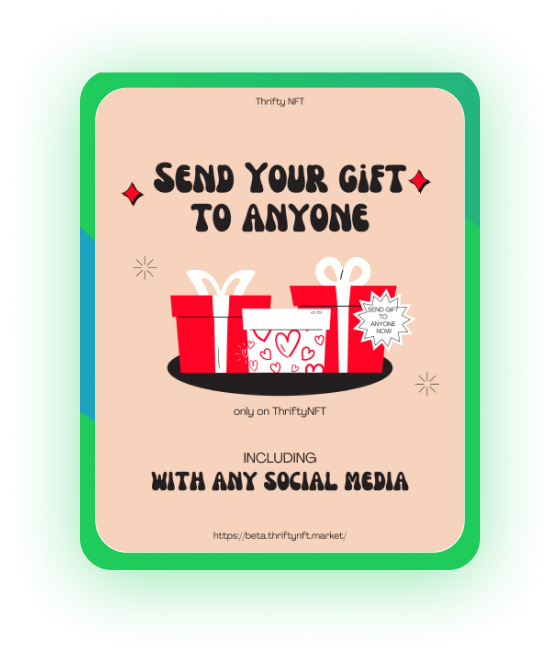 Thrifty NFT
SEND YOUR GiFT
TO ANYONE
SEND GIFT
TO
ANYONE
NOW
only on ThriftyNFT
INCLUDING
WITH ANY SOCIAL MEDIA
https://beta.thriftynft.market/